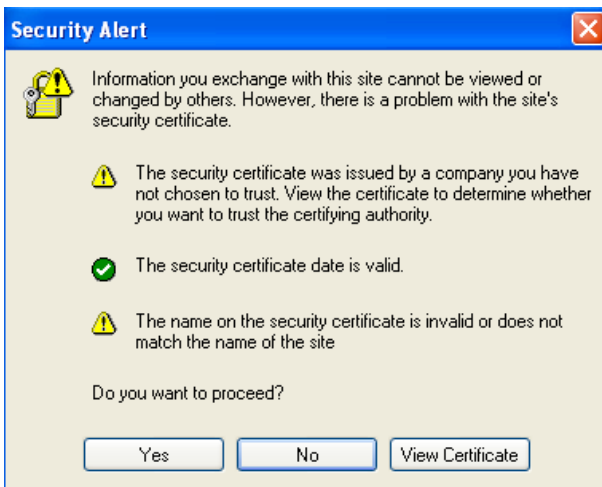 Security Alert
Information you exchange with this site cannot be viewed or
changed by others. However, there is a problem with the site's
security certificate.
The security certificate was issued by a company you have
not chosen to trust. View the certificate to determine whether
you want to trust the certifying authority.
The security certificate date is valid.
The name on the security certificate is invalid or does not
match the name of the site
Do you want to proceed?
Yes
No
View Certificate